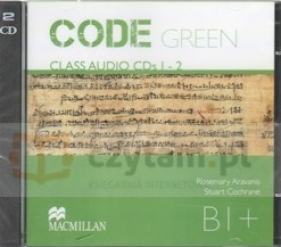 2
CD
CODE GREEN
CLASS AUDIO CDs 1 - 2
czytam.pl
KSIĘGARNIA INTERNETOWA
Rosemary Aravanis
Stuart Cochrane
MACMILLAN
B1+